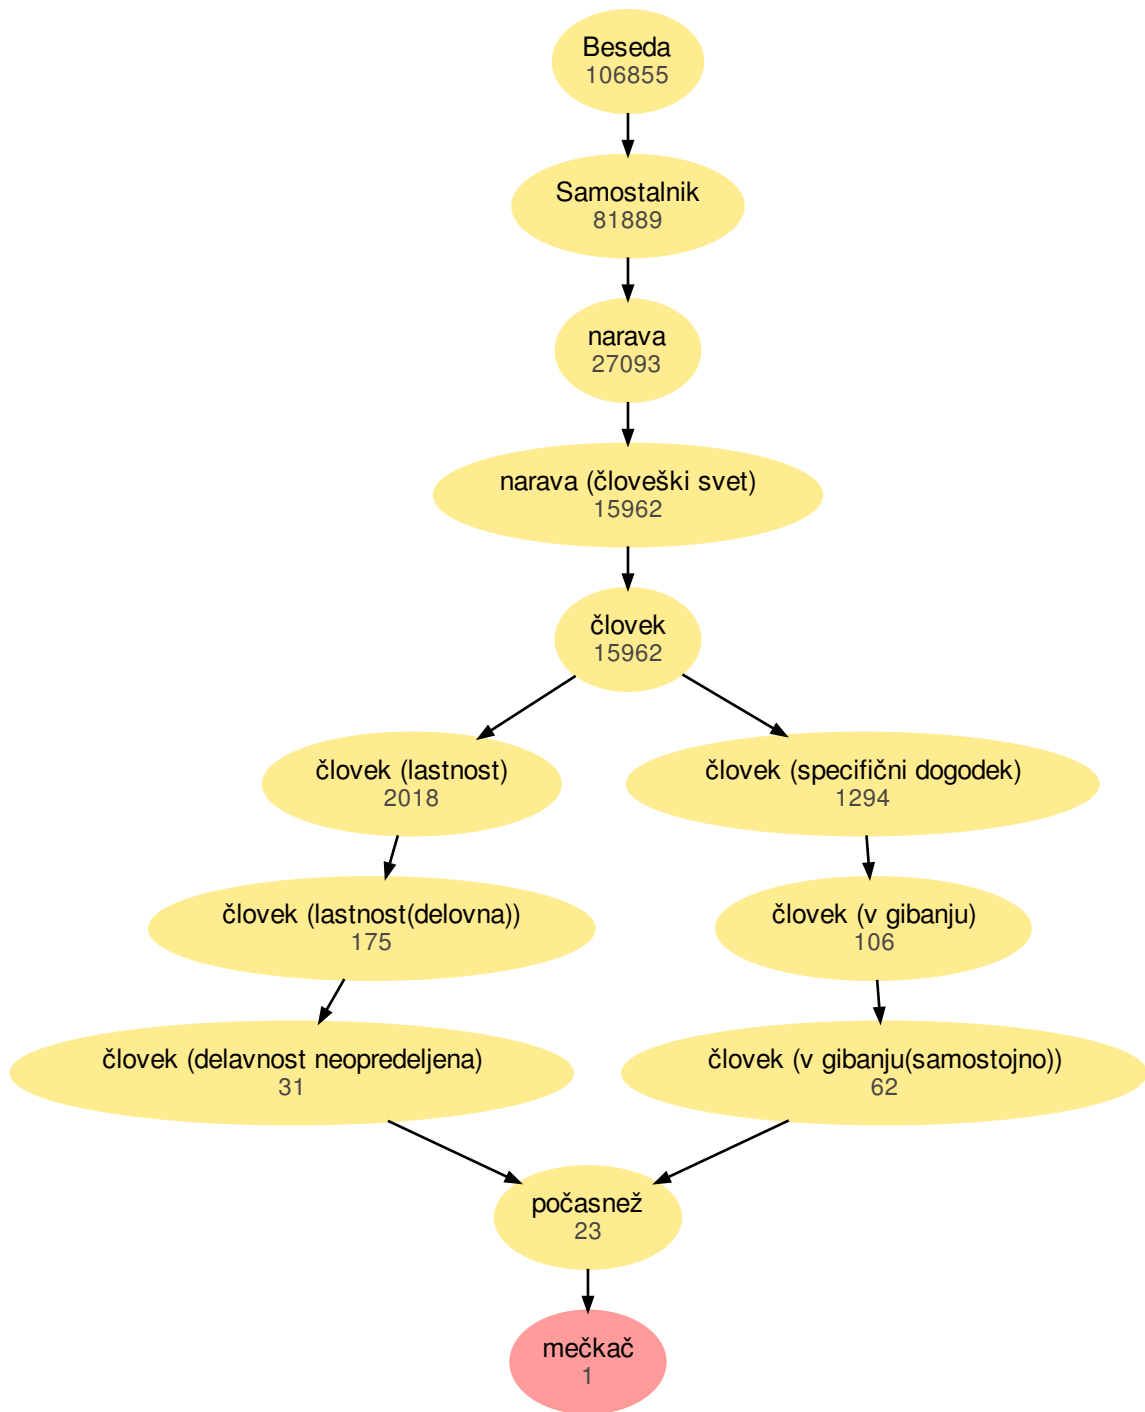 Beseda
106855
Samostalnik
81889
narava
27093
narava (človeški svet)
15962
človek
15962
človek (lastnost)
2018
človek (specifični dogodek)
1294
človek (lastnost(delovna))
175
človek (v gibanju)
106
človek (delavnost neopredeljena)
31
človek (v gibanju(samostojno))
62
počasnež
23
mečkač
1